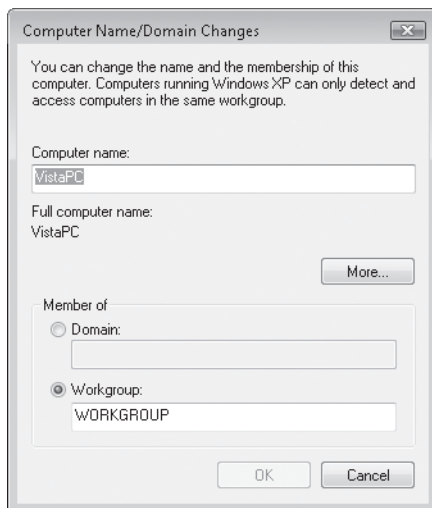 Computer Name/Domain Changes
You can change the name and the membership of this
computer. Computers running Windows XP can only detect and
access computers in the same workgroup.
Computer name:
VistaPC
Full computer name:
VistaPC
More...
Member of
Domain:
Workgroup:
WORKGROUP
OK
Cancel